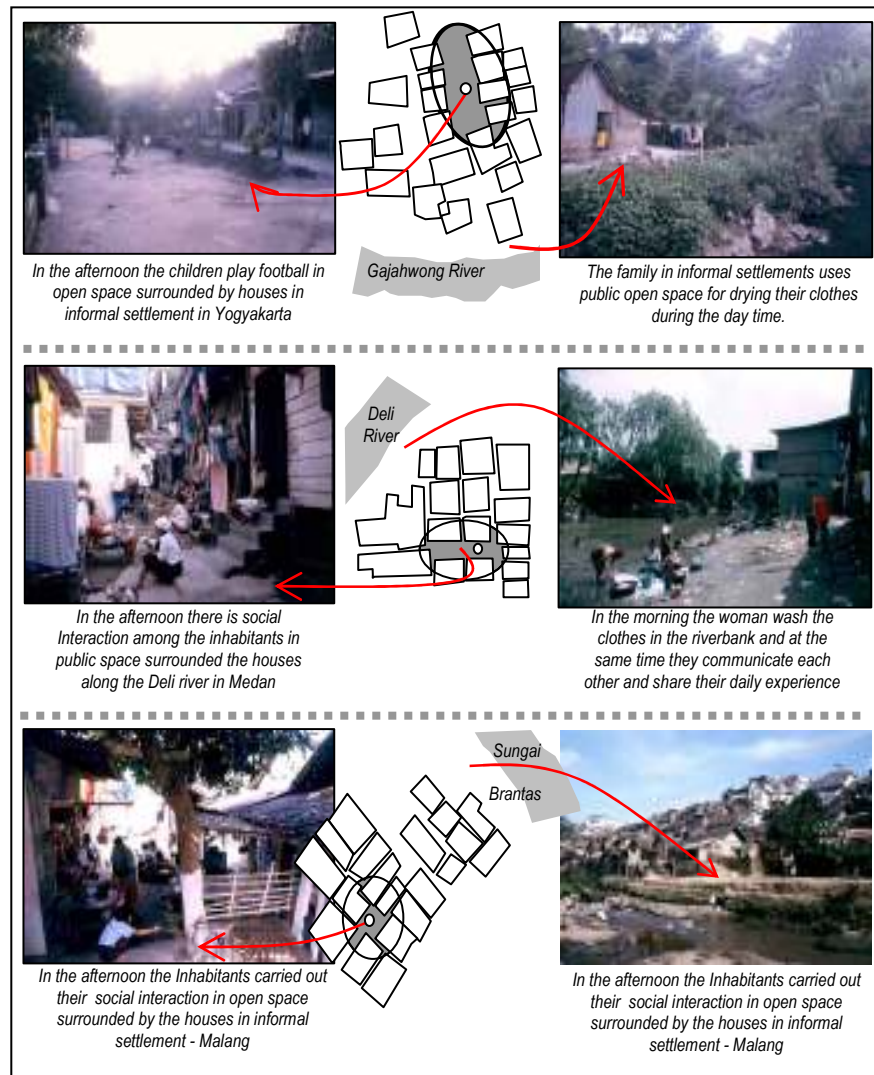 In the afternoon the children play football in
open space surrounded by houses in
informal settlement in Yogyakarta
Gajahwong River
The family in informal settlements uses
public open space for drying their clothes
during the day time.
Deli
River
In the afternoon there is social
Interaction among the inhabitants in
public space surrounded the houses
along the Deli river in Medan
In the morning the woman wash the
clothes in the riverbank and at the
same time they communicate each
other and share their daily experience
Sungai
Brantas
In the afternoon the Inhabitants carried out
their social interaction in open space
surrounded by the houses in informal
settlement - Malang
In the afternoon the Inhabitants carried out
their social interaction in open space
surrounded by the houses in informal
settlement - Malang